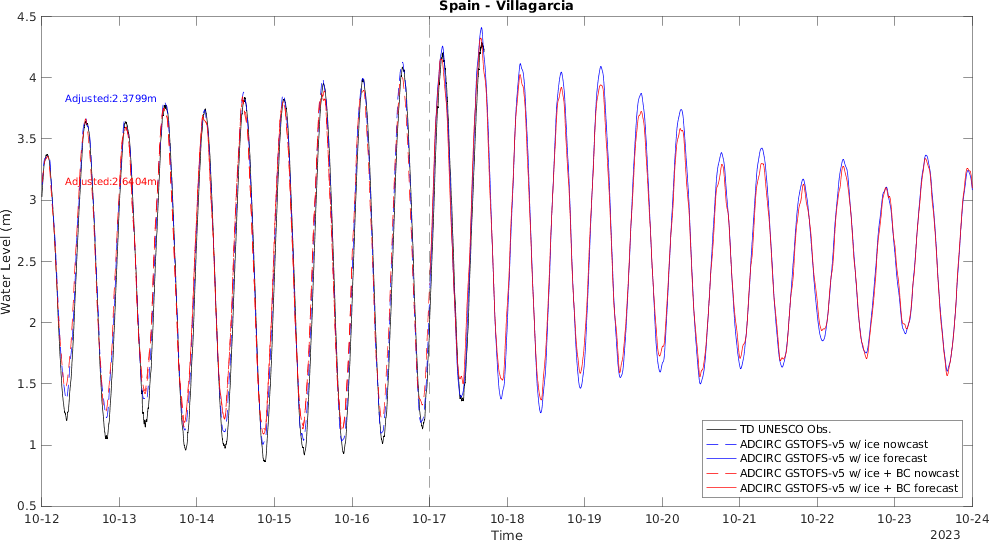 Spain - Villagarcia
4.5
4
3.5
3
2.5
2
1.5
1
0.5
Water Level (m)
Adjusted:2.3799m
Adjusted:2.6404m
TD UNESCO Obs.
ADCIRC GSTOFS-v5 w/ ice nowcast
ADCIRC GSTOFS-v5 w/ ice forecast
ADCIRC GSTOFS-v5 w/ ice + BC nowcast
ADCIRC GSTOFS-v5 w/ ice + BC forecast
10-12 10-13 10-14 10-15 10-16 10-17 10-18 10-19 10-20 10-21 10-22 10-23 10-24
Time
2023